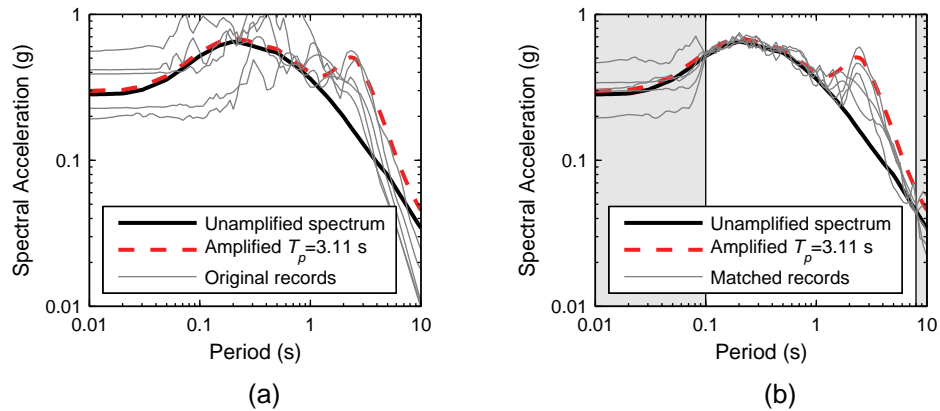 1
0.1
0.01
Spectral Acceleration (g)
Unamplified spectrum
Amplified T_p=3.11 s
Original records
0.01
0.1
1
10
Period (s)
(a)
1
0.1
0.01
Spectral Acceleration (g)
Unamplified spectrum
Amplified T_p=3.11 s
Matched records
0.01
0.1
1
10
Period (s)
(b)